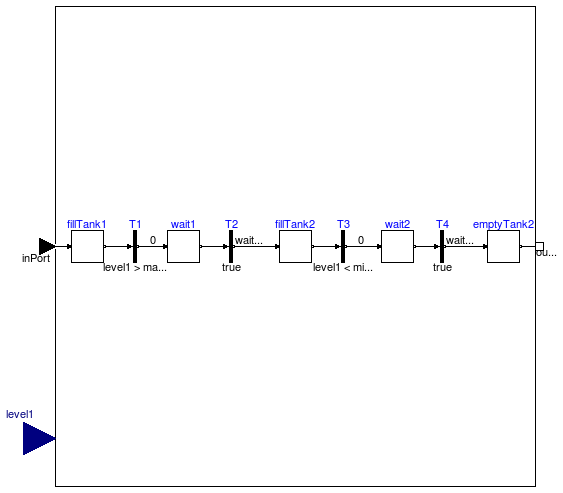 fillTank1 T1 wait1 T2 fillTank2 T3 wait2 T4 emptyTank2
0 wait... 0 wait...
inPort ou...
level1 > ma... true level1 < mi... true
level1